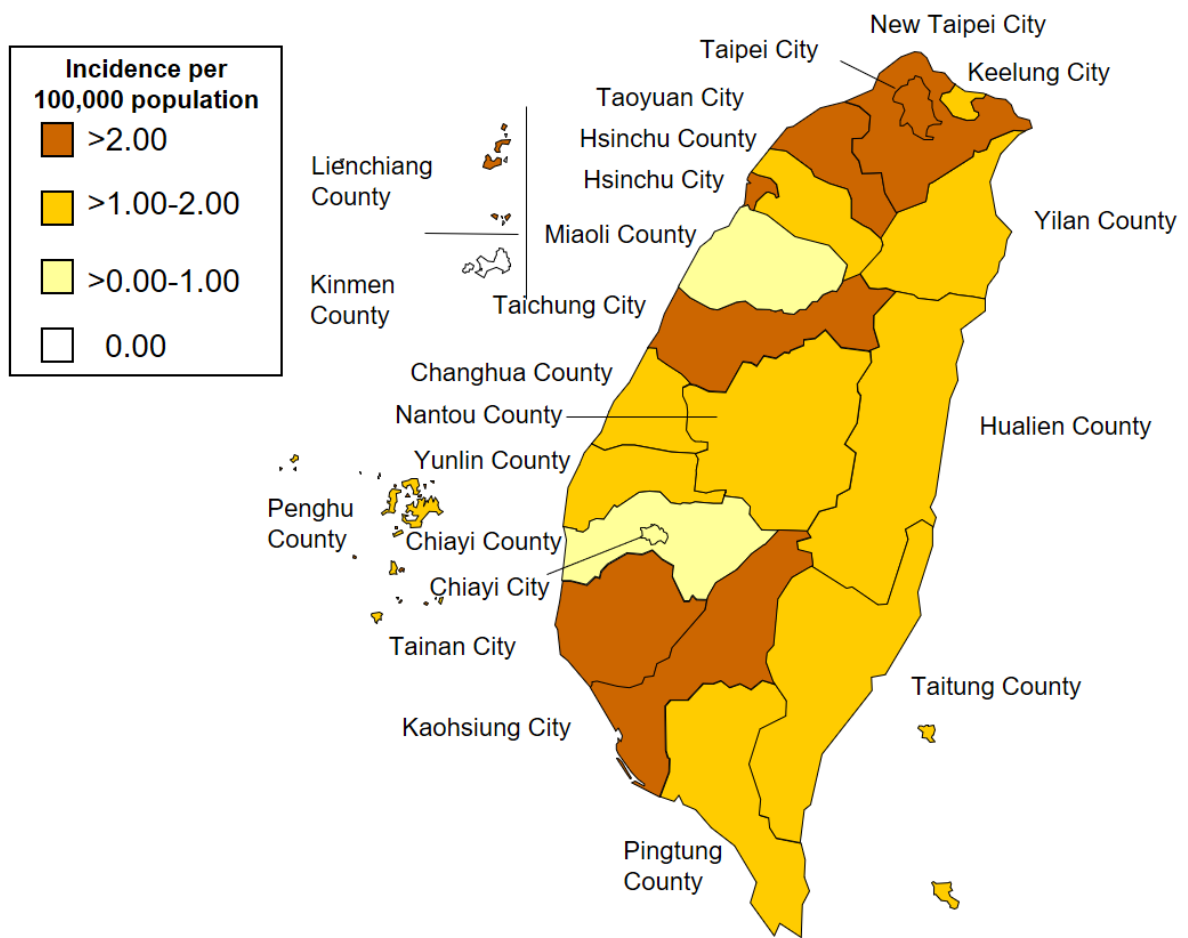 Incidence per
100,000 population
>2.00
>1.00-2.00
>0.00-1.00
0.00
New Taipei City
Taipei City
Keelung City
Taoyuan City
Hsinchu County
Lienchiang
County
Hsinchu City
Yilan County
Miaoli County
Kinmen
County
Taichung City
Changhua County
Nantou County
Hualien County
Yunlin County
Penghu
County
Chiayi County
Chiayi City
Tainan City
Taitung County
Kaohsiung City
Pingtung
County